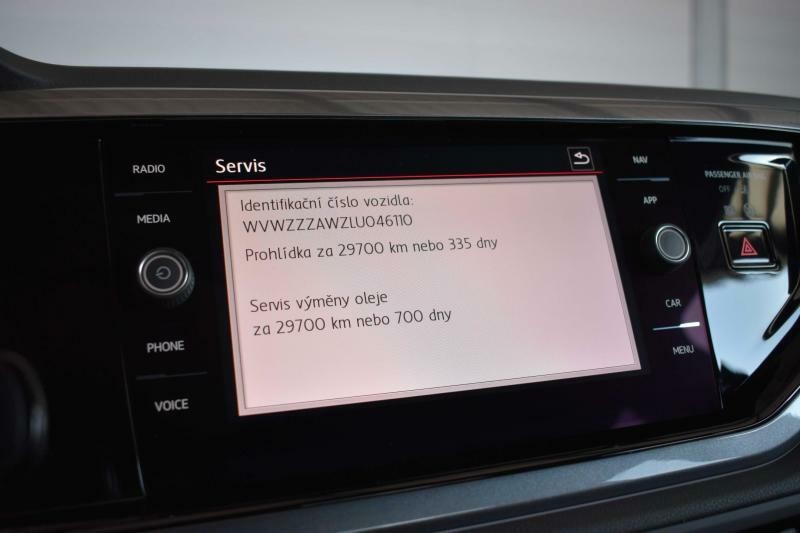 RADIO
MEDIA
PHONE
VOICE
Servis
Identifikační číslo vozidla:
WVWZZZAWZLU046110
Prohlídka za 29700 km nebo 335 dny
Servis výměny oleje
za 29700 km nebo 700 dny
NAV
APP
CAR
MENU
PASSENGER AIR BAG
OFF